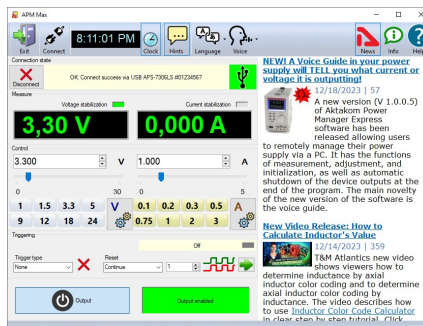 APM Max
Exit
Connect
8:11:01 PM
Clock
Hints
Language
Voice
News
Info
Help
Connection state
Disconnect
OK: Connect success via USB APS-7306LS #01234567
Measure
Voltage stabilization
Current stabilization
3,30 V
0,000 A
Control
3.300
V
1.000
A
0
30
0
5
1 1.5 3.3 5 V
0.1 0.2 0.3 0.5 A
9 12 18 24
0.75 1 2 3
Triggering
Off
Trigger type
None
Reset
Continue
1
Output
Output enabled
NEW! A Voice Guide in your power
supply will TELL you what current or
voltage it is outputting!
12/18/2023 | 57
A new version (V 1.0.0.5)
of Aktakom Power
Manager Express
software has been
released allowing users
to remotely manage their power
supply via a PC. It has the functions
of measurement, adjustment, and
initialization, as well as automatic
shutdown of the device outputs at the
end of the program. The main novelty
of the new version of the software is
the voice guide.
New Video Release: How to
Calculate Inductor's Value
12/14/2023 | 359
T&M Atlantics new video
shows viewers how to
determine inductance by axial
inductor color coding and to determine
axial inductor color coding by
inductance. The video describes how
to use Inductor Color Code Calculator
in clear step by step tutorial. Click